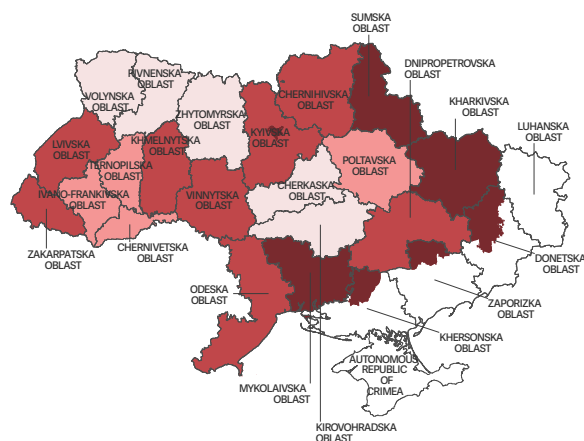 SUMSKA
OBLAST
DNIPROPETROVSKA
OBLAST
RIVNENSKA
OBLAST
VOLYNSKA
OBLAST
CHERNIHIVSKA
OBLAST
KHARKIVSKA
OBLAST
ZHYTOMYRSKA
OBLAST
LUHANSKA
OBLAST
KYIVSKA
OBLAST
LVIVSKA
OBLAST
KHMELNYTSKA
OBLAST
TERNOPILSKA
OBLAST
POLTAVSKA
OBLAST
CHERKASKA
OBLAST
IVANO-FRANKIVSKA
OBLAST
VINNYTSKA
OBLAST
ZAKARPATSKA
OBLAST
CHERNIVETSKA
OBLAST
DONETSKA
OBLAST
ODESKA
OBLAST
ZAPORIZKA
OBLAST
KHERSONSKA
OBLAST
AUTONOMOUS
REPUBLIC
OF
CRIMEA
MYKOLAIVSKA
OBLAST
KIROVOHRADSKA
OBLAST